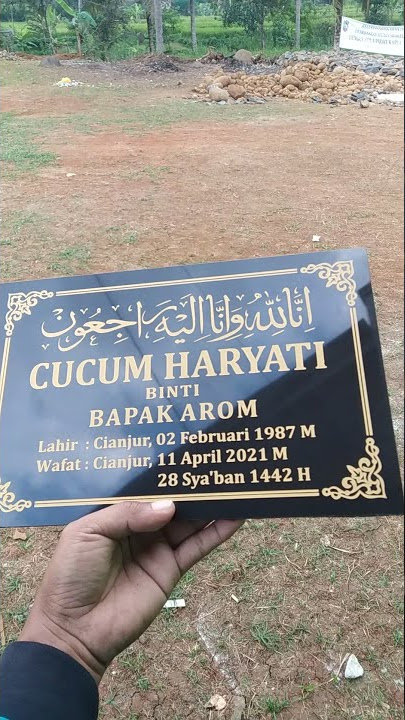 اِنَّا لِلّٰهِ وَاِنَّا اِلَيْهِ رَاجِعُوْنَ
CUCUM HARYATI
BINTI
BAPAK AROM
Lahir : Cianjur, 02 Februari 1987 M
Wafat : Cianjur, 11 April 2021 M
28 Sya'ban 1442 H